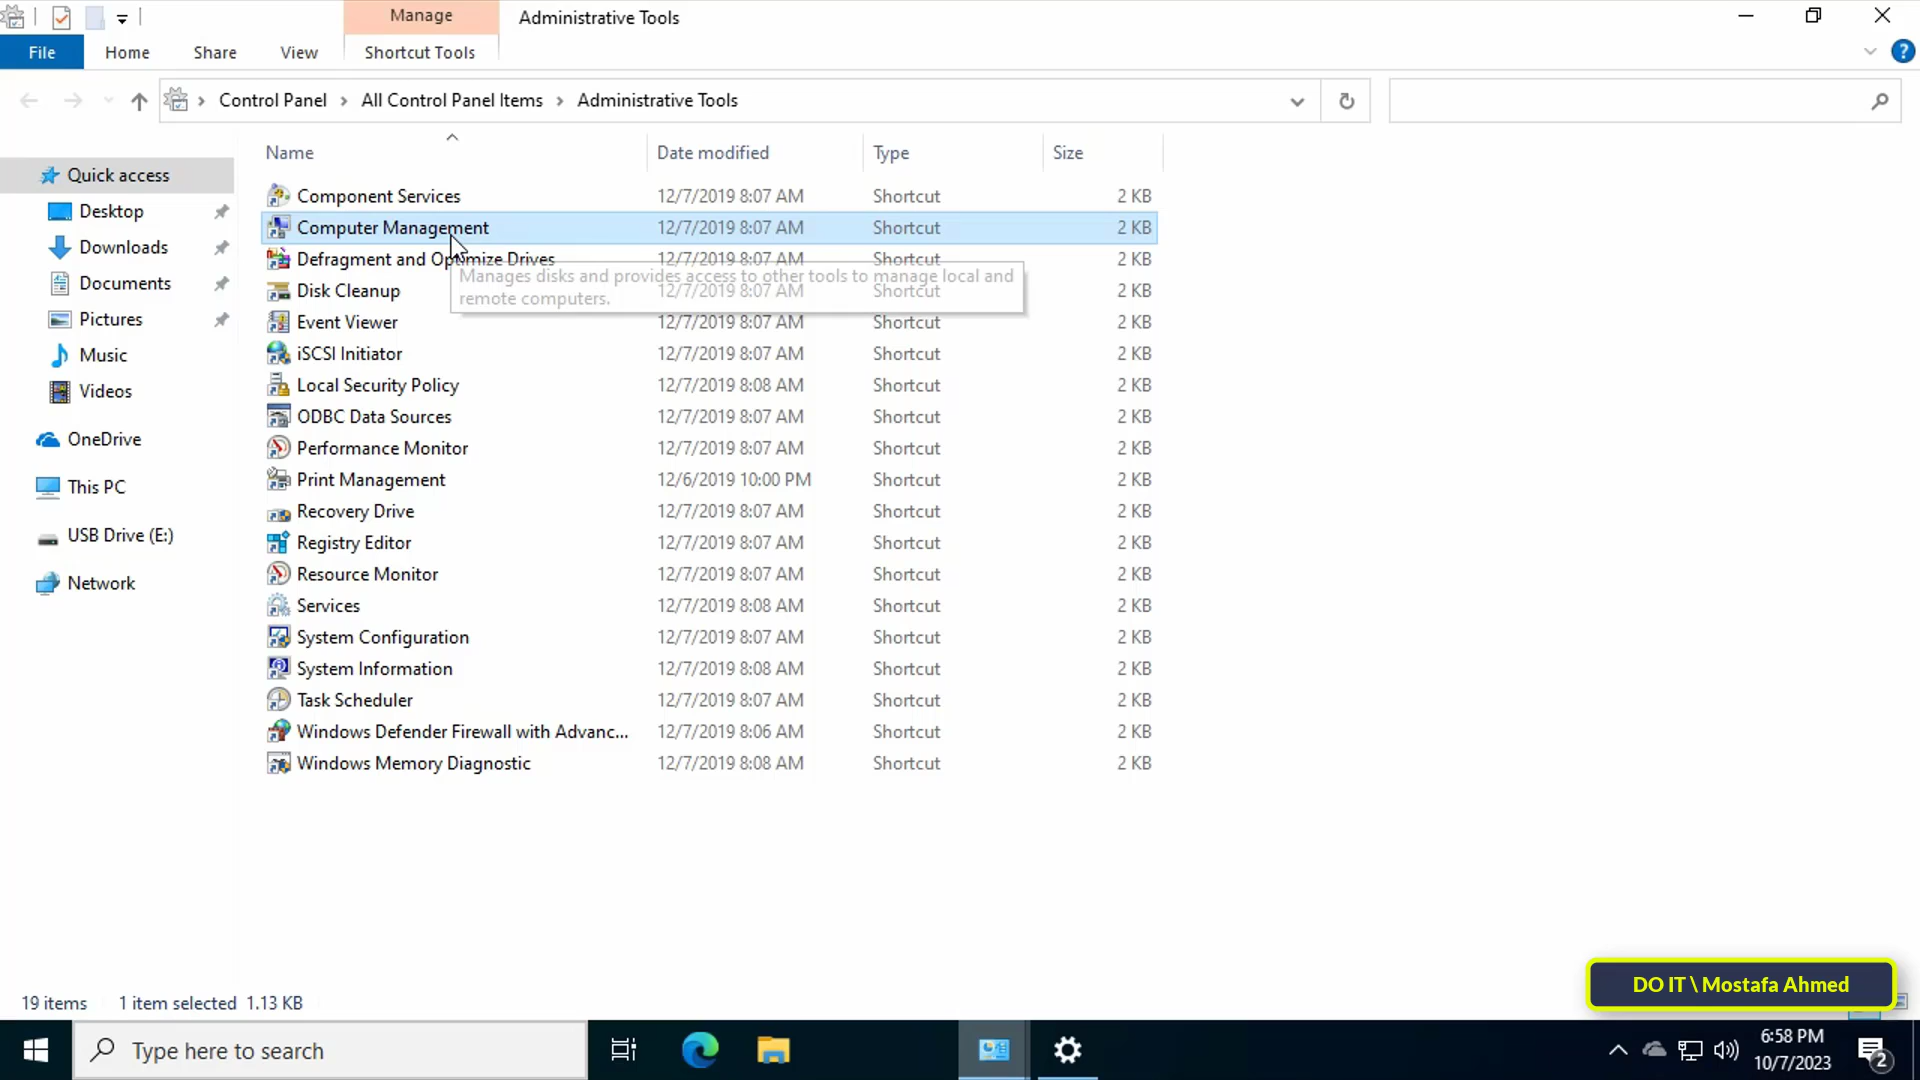 Manage
Administrative Tools
File
Home
Share
View
Shortcut Tools
Control Panel
All Control Panel Items
Administrative Tools
Name
Date modified
Type
Size
Quick access
Desktop
Downloads
Documents
Pictures
Music
Videos
OneDrive
This PC
USB Drive (E:)
Network
Component Services 12/7/2019 8:07 AM Shortcut 2 KB
Computer Management 12/7/2019 8:07 AM Shortcut 2 KB
Defragment and Optimize Drives 12/7/2019 8:07 AM Shortcut 2 KB
Manages disks and provides access to other tools to manage local and
remote computers.
Disk Cleanup 12/7/2019 8:07 AM Shortcut 2 KB
Event Viewer 12/7/2019 8:07 AM Shortcut 2 KB
iSCSI Initiator 12/7/2019 8:07 AM Shortcut 2 KB
Local Security Policy 12/7/2019 8:08 AM Shortcut 2 KB
ODBC Data Sources 12/7/2019 8:07 AM Shortcut 2 KB
Performance Monitor 12/7/2019 8:07 AM Shortcut 2 KB
Print Management 12/6/2019 10:00 PM Shortcut 2 KB
Recovery Drive 12/7/2019 8:07 AM Shortcut 2 KB
Registry Editor 12/7/2019 8:07 AM Shortcut 2 KB
Resource Monitor 12/7/2019 8:07 AM Shortcut 2 KB
Services 12/7/2019 8:08 AM Shortcut 2 KB
System Configuration 12/7/2019 8:07 AM Shortcut 2 KB
System Information 12/7/2019 8:08 AM Shortcut 2 KB
Task Scheduler 12/7/2019 8:07 AM Shortcut 2 KB
Windows Defender Firewall with Advanc... 12/7/2019 8:06 AM Shortcut 2 KB
Windows Memory Diagnostic 12/7/2019 8:08 AM Shortcut 2 KB
19 items 1 item selected 1.13 KB
DO IT \ Mostafa Ahmed
Type here to search
6:58 PM
10/7/2023
2